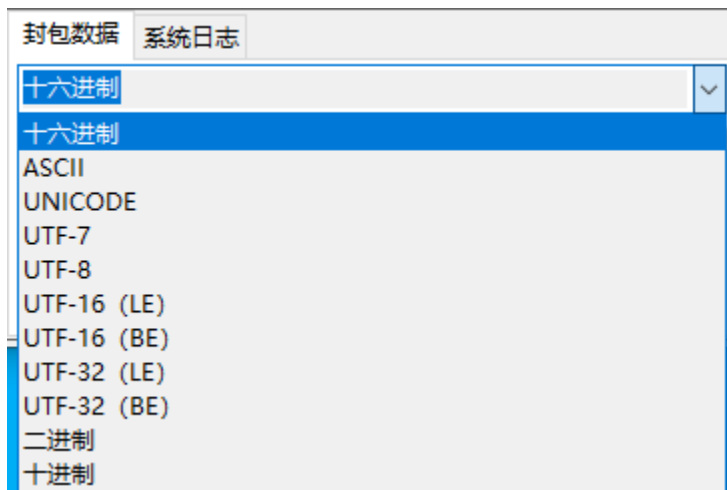 封包数据 系统日志
十六进制
十六进制
ASCII
UNICODE
UTF-7
UTF-8
UTF-16 (LE)
UTF-16 (BE)
UTF-32 (LE)
UTF-32 (BE)
二进制
十进制